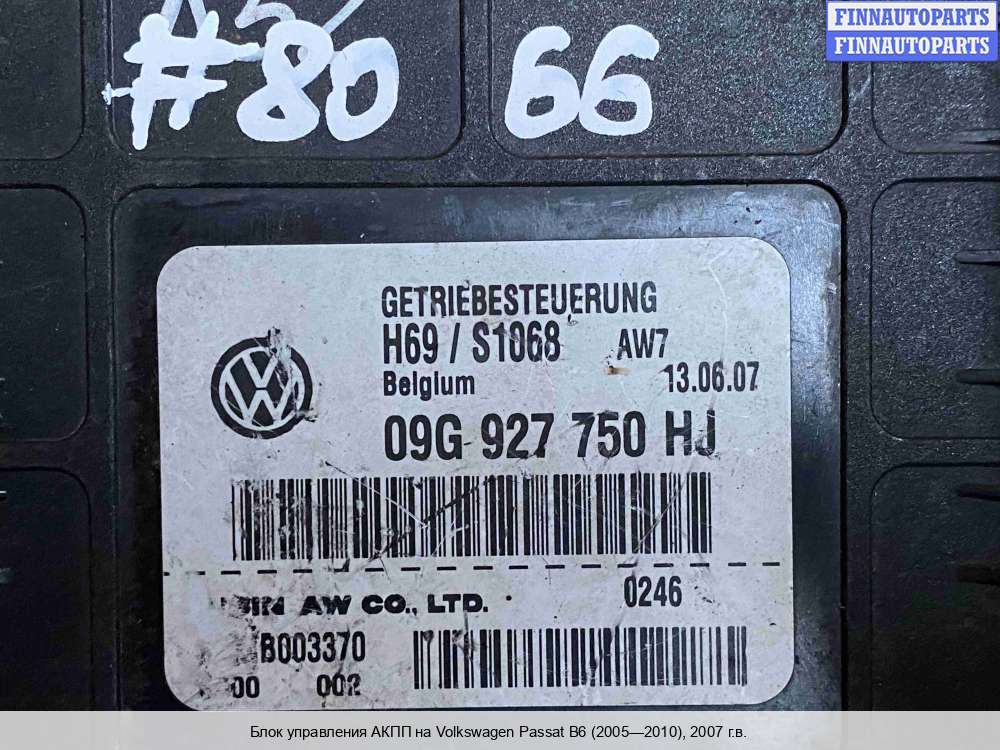 FINNAUTOPARTS
FINNAUTOPARTS
#80 66
GETRIEBESTEUERUNG
H69 / S1068 AW7
Belgium 13.06.07
09G 927 750 HJ
AW CO., LTD. 0246
B003370
00 002
Блок управления АКПП на Volkswagen Passat B6 (2005—2010), 2007 г.в.